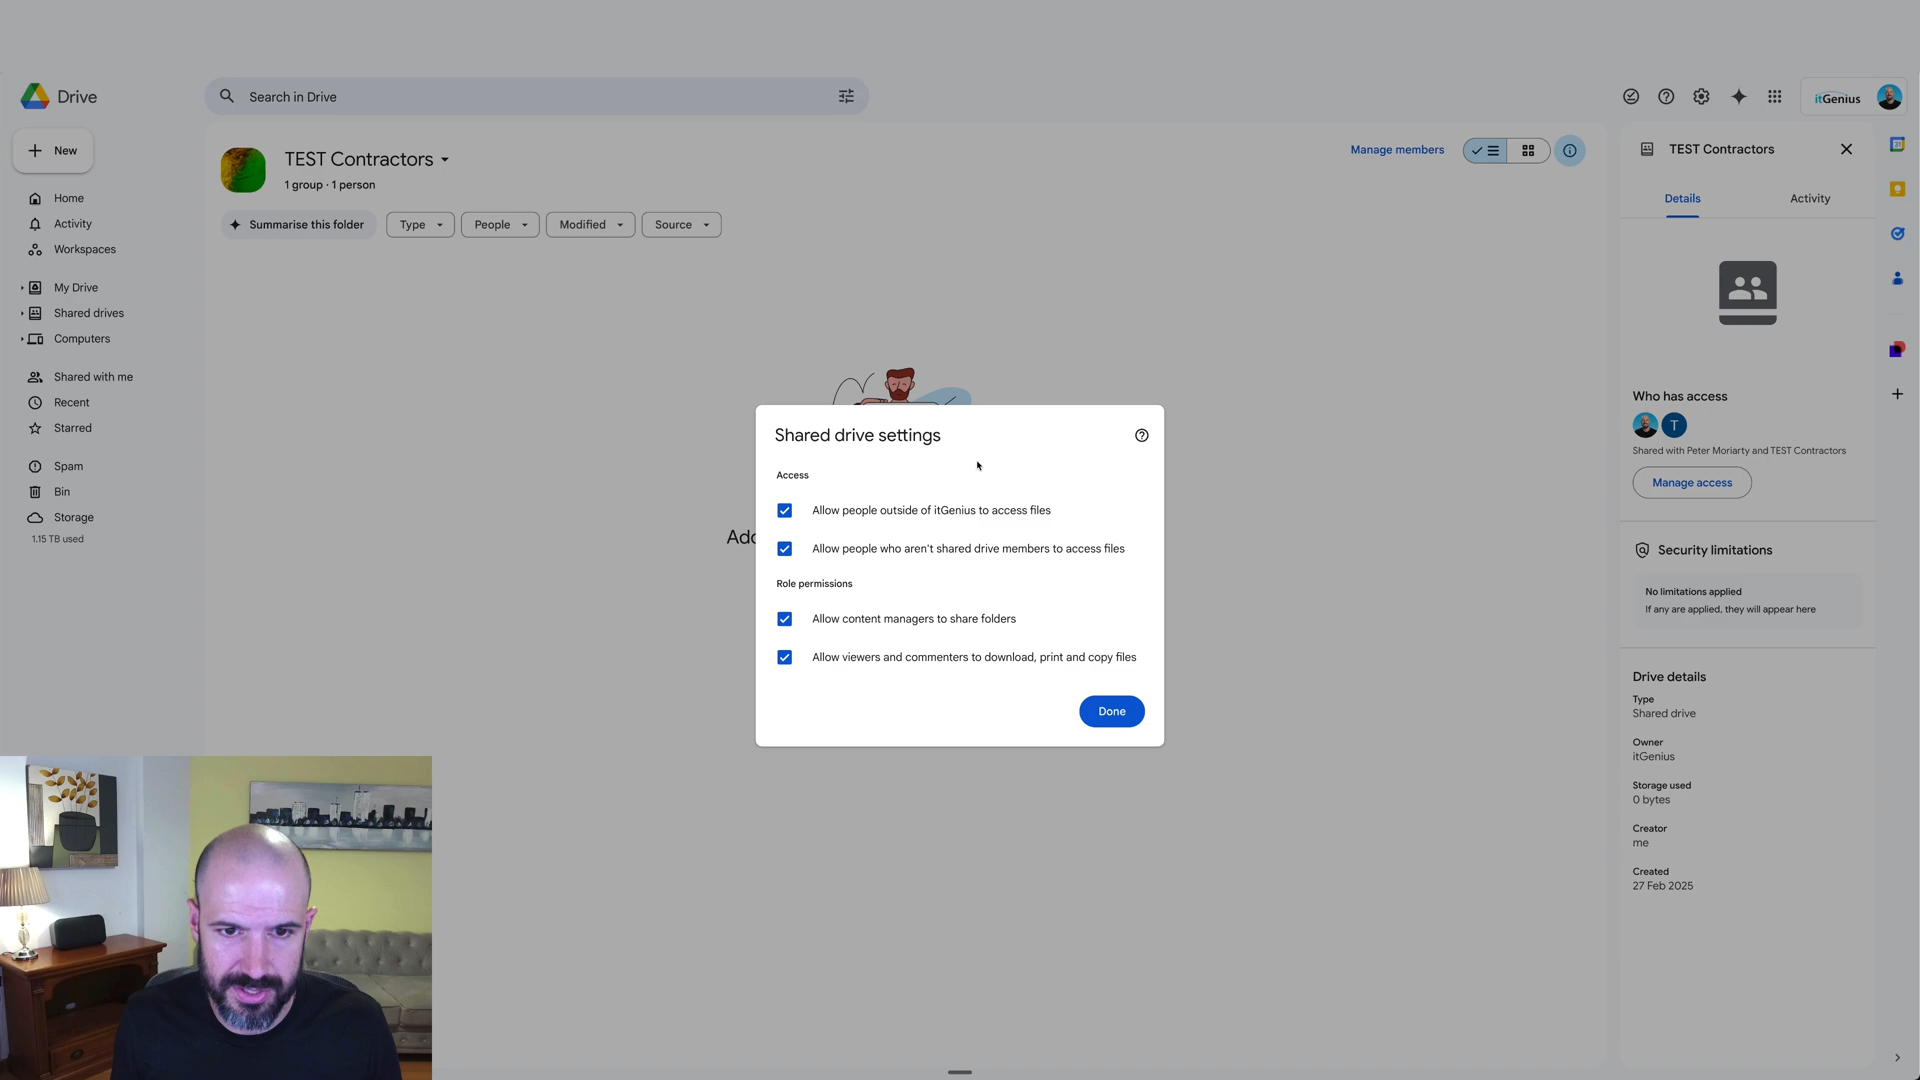 Drive
Search in Drive
itGenius
New
Home
Activity
Workspaces
My Drive
Shared drives
Computers
Shared with me
Recent
Starred
Spam
Bin
Storage
1.15 TB used
TEST Contractors
1 group · 1 person
Manage members
Summarise this folder
Type
People
Modified
Source
Shared drive settings
Access
Allow people outside of itGenius to access files
Allow people who aren't shared drive members to access files
Role permissions
Allow content managers to share folders
Allow viewers and commenters to download, print and copy files
Done
TEST Contractors
Details
Activity
Who has access
T
Shared with Peter Moriarty and TEST Contractors
Manage access
Security limitations
No limitations applied
If any are applied, they will appear here
Drive details
Type
Shared drive
Owner
itGenius
Storage used
0 bytes
Creator
me
Created
27 Feb 2025